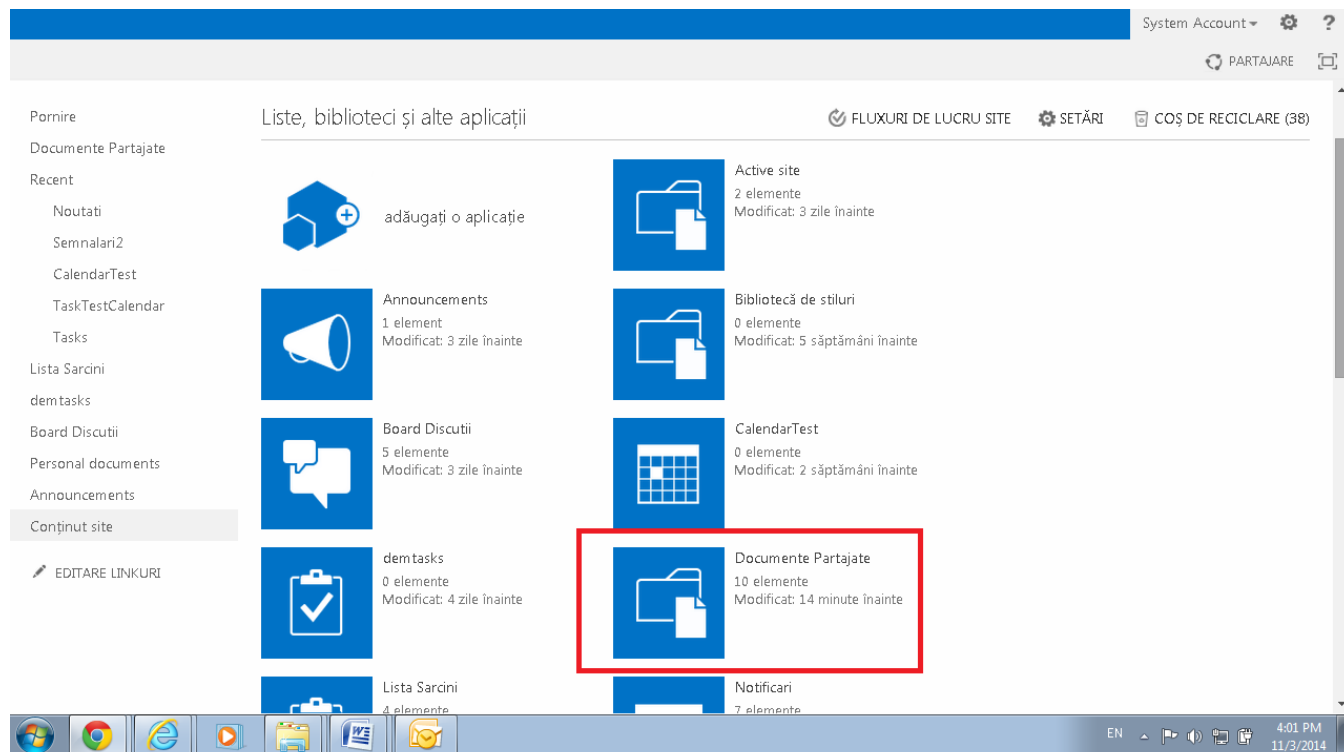 System Account
?
PARTAJARE
Pornire
Documente Partajate
Recent
Noutati
Semnalari2
CalendarTest
TaskTestCalendar
Tasks
Lista Sarcini
demtasks
Board Discutii
Personal documents
Announcements
Conținut site
EDITARE LINKURI
Liste, biblioteci și alte aplicații
FLUXURI DE LUCRU SITE
SETĂRI
COȘ DE RECICLARE (38)
adăugați o aplicație
Active site
2 elemente
Modificat: 3 zile înainte
Announcements
1 element
Modificat: 3 zile înainte
Bibliotecă de stiluri
0 elemente
Modificat: 5 săptămâni înainte
Board Discutii
5 elemente
Modificat: 3 zile înainte
CalendarTest
0 elemente
Modificat: 2 săptămâni înainte
demtasks
0 elemente
Modificat: 4 zile înainte
Documente Partajate
10 elemente
Modificat: 14 minute înainte
Lista Sarcini
4 elemente
Notificari
7 elemente
EN
4:01 PM
11/3/2014